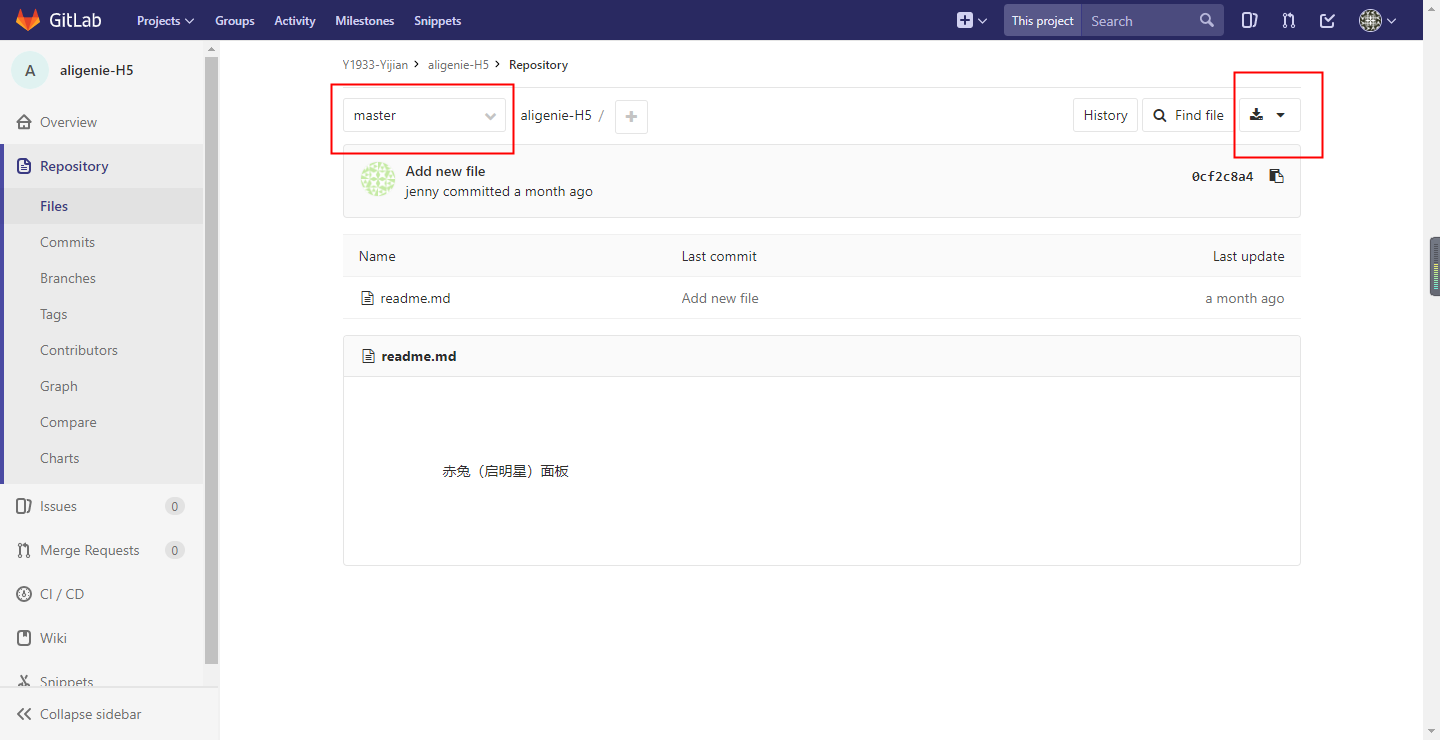 GitLab Projects Groups Activity Milestones Snippets This project Search
A aligenie-H5
Overview
Repository
Files
Commits
Branches
Tags
Contributors
Graph
Compare
Charts
Issues 0
Merge Requests 0
CI / CD
Wiki
Snippets
Collapse sidebar
Y1933-Yijian > aligenie-H5 > Repository
master aligenie-H5 / + History Find file
Add new file
jenny committed a month ago 0cf2c8a4
Name Last commit Last update
readme.md Add new file a month ago
readme.md
赤兔（启明星）面板